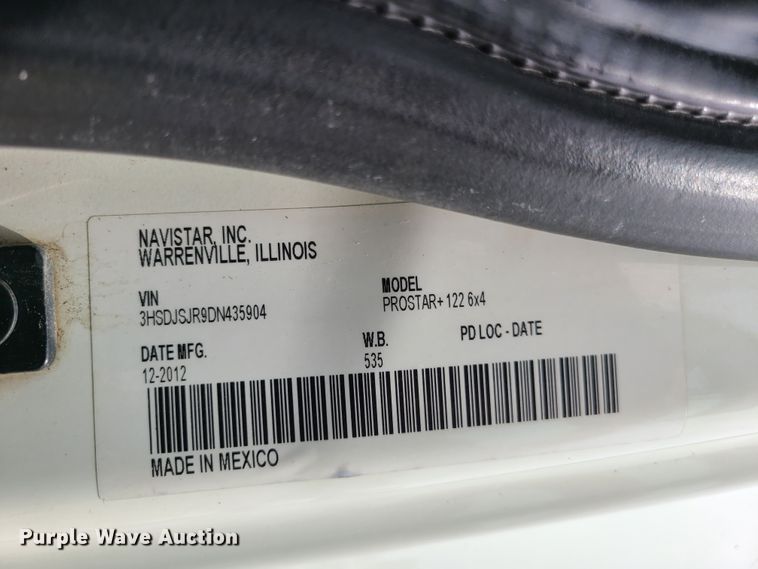 NAVISTAR, INC.
WARRENVILLE, ILLINOIS
VIN
3HSDJSJR9DN435904
MODEL
PROSTAR+ 122 6x4
DATE MFG.
12-2012
W.B.
535
PD LOC - DATE
MADE IN MEXICO
Purple Wave Auction